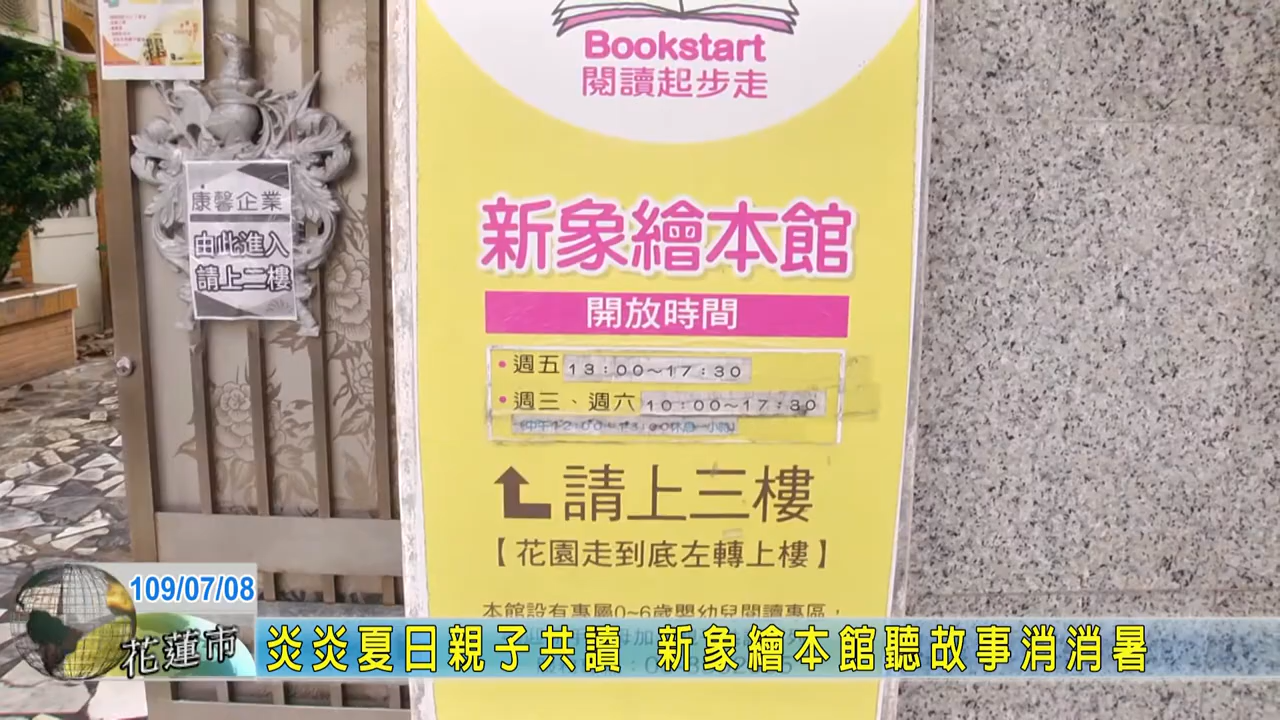 Bookstart
閱讀起步走
康馨企業
由此進入
請上二樓
新象繪本館
開放時間
• 週五 13:00~17:30
• 週三、週六 10:00~17:30
請上三樓
【花園走到底左轉上樓】
本館設有專屬0~6歲嬰幼兒閱讀專區，
109/07/08
花蓮市
炎炎夏日親子共讀 新象繪本館聽故事消消暑